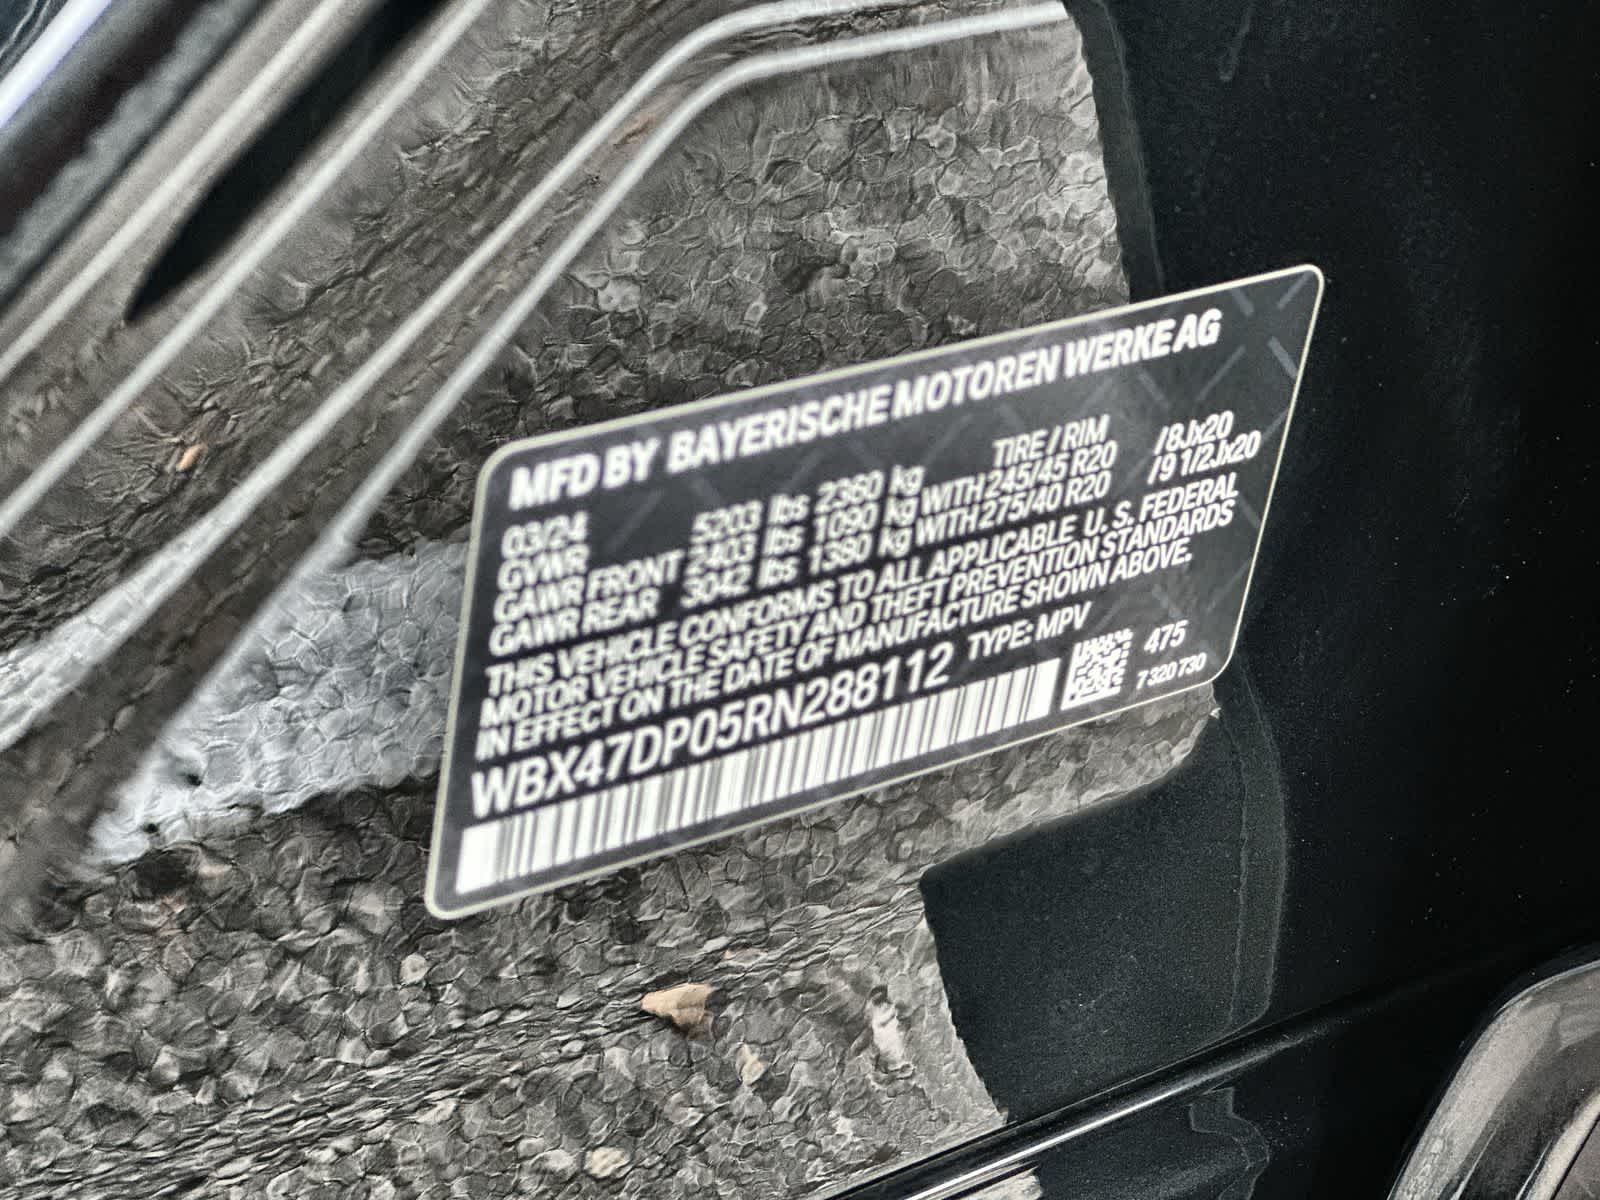 MFD BY BAYERISCHE MOTOREN WERKE AG
03/24 TIRE / RIM
GVWR 5203 lbs 2360 kg
GAWR FRONT 2403 lbs 1090 kg WITH 245/45 R20 /8Jx20
GAWR REAR 3042 lbs 1380 kg WITH 275/40 R20 /9 1/2Jx20
THIS VEHICLE CONFORMS TO ALL APPLICABLE U. S. FEDERAL
MOTOR VEHICLE SAFETY AND THEFT PREVENTION STANDARDS
IN EFFECT ON THE DATE OF MANUFACTURE SHOWN ABOVE.
WBX47DP05RN288112 TYPE: MPV
475
7 320 730